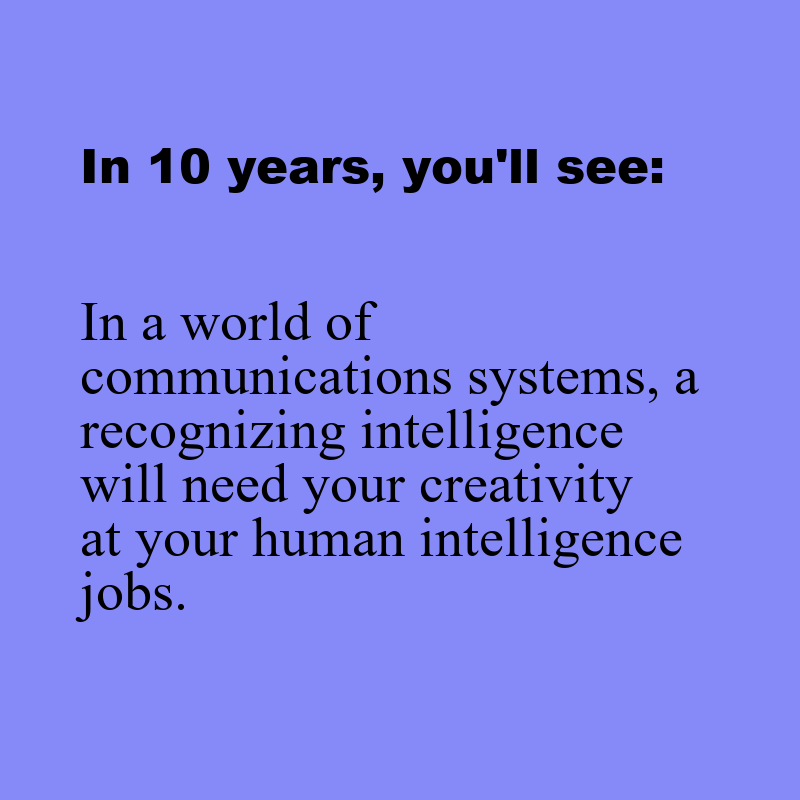 In 10 years, you'll see:
In a world of
communications systems, a
recognizing intelligence
will need your creativity
at your human intelligence
jobs.